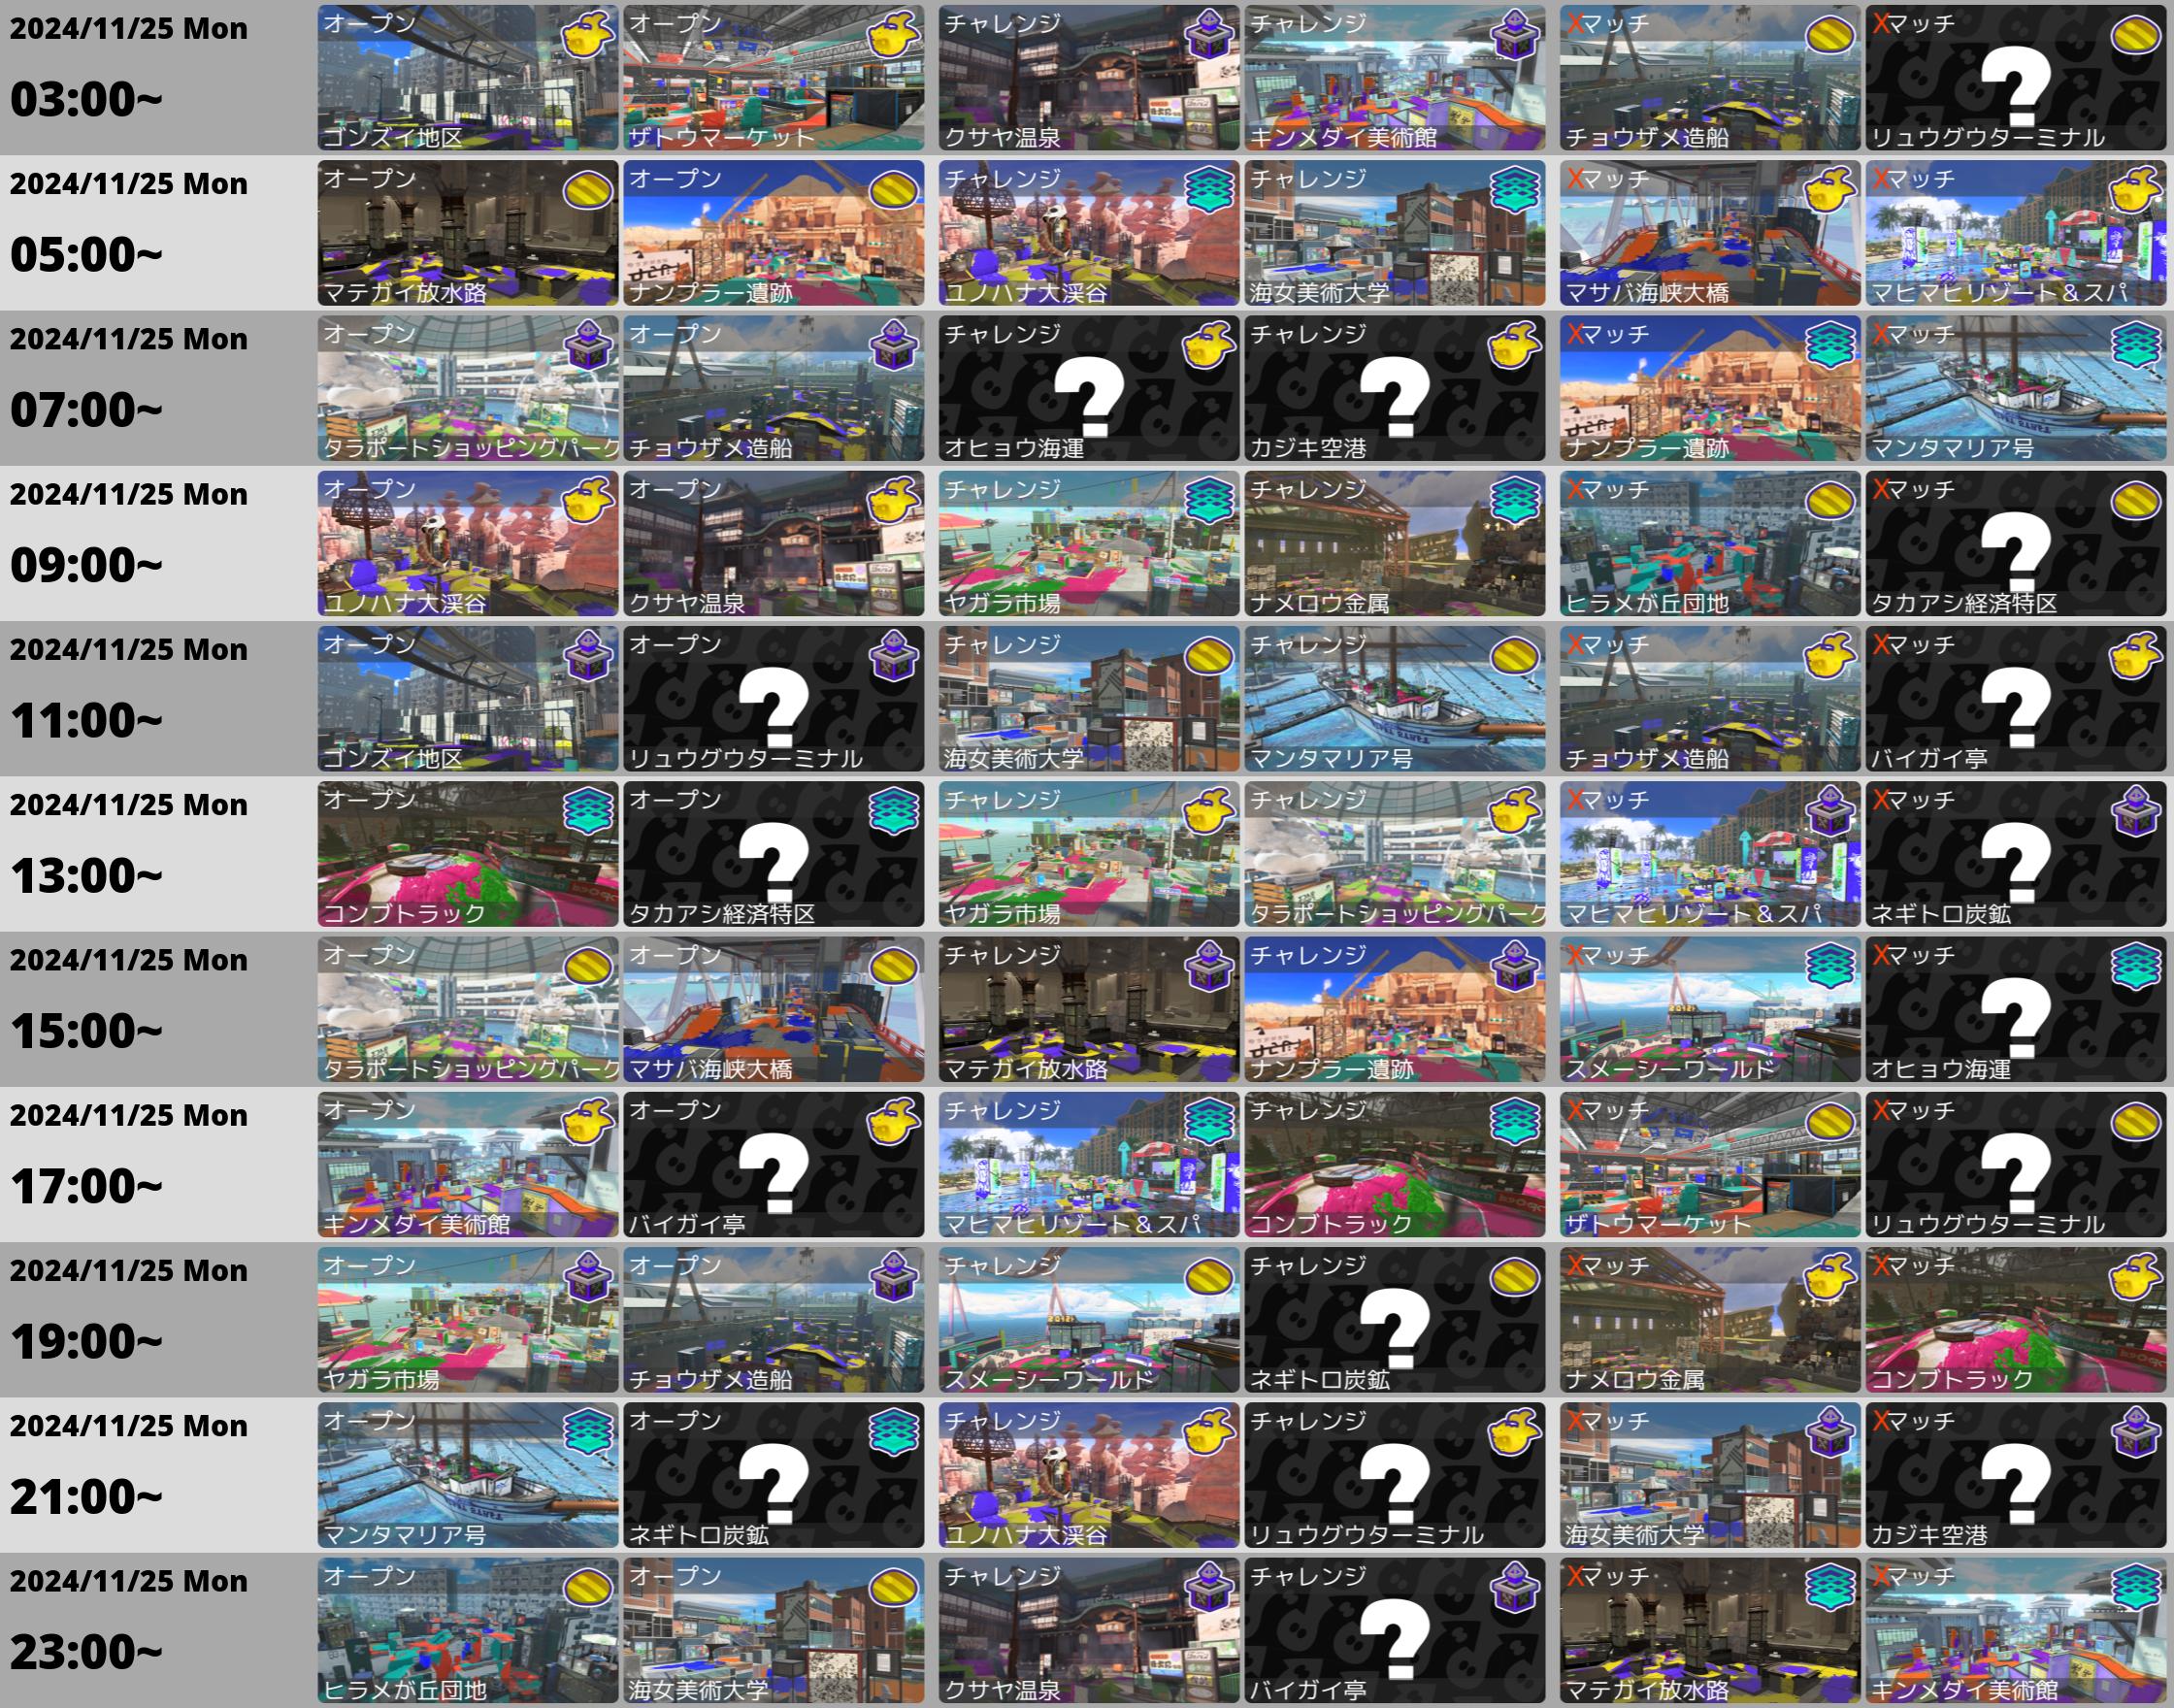 2024/11/25 Mon
03:00~
オープン
ゴンズイ地区
オープン
ザトウマーケット
チャレンジ
クサヤ温泉
チャレンジ
キンメダイ美術館
Xマッチ
チョウザメ造船
Xマッチ
?
リュウグウターミナル
2024/11/25 Mon
05:00~
オープン
マテガイ放水路
オープン
ナンプラー遺跡
チャレンジ
ユノハナ大渓谷
チャレンジ
海女美術大学
Xマッチ
マサバ海峡大橋
Xマッチ
マヒマヒリゾート&スパ
2024/11/25 Mon
07:00~
オープン
タラポートショッピングパーク
オープン
チョウザメ造船
チャレンジ
?
オヒョウ海運
チャレンジ
?
カジキ空港
Xマッチ
ナンプラー遺跡
Xマッチ
マンタマリア号
2024/11/25 Mon
09:00~
オープン
ユノハナ大渓谷
オープン
クサヤ温泉
チャレンジ
ヤガラ市場
チャレンジ
ナメロウ金属
Xマッチ
ヒラメが丘団地
Xマッチ
?
タカアシ経済特区
2024/11/25 Mon
11:00~
オープン
ゴンズイ地区
オープン
?
リュウグウターミナル
チャレンジ
海女美術大学
チャレンジ
マンタマリア号
Xマッチ
チョウザメ造船
Xマッチ
?
バイガイ亭
2024/11/25 Mon
13:00~
オープン
コンブトラック
オープン
?
タカアシ経済特区
チャレンジ
ヤガラ市場
チャレンジ
タラポートショッピングパーク
Xマッチ
マヒマヒリゾート&スパ
Xマッチ
?
ネギトロ炭鉱
2024/11/25 Mon
15:00~
オープン
タラポートショッピングパーク
オープン
マサバ海峡大橋
チャレンジ
マテガイ放水路
チャレンジ
ナンプラー遺跡
Xマッチ
スメーシーワールド
Xマッチ
?
オヒョウ海運
2024/11/25 Mon
17:00~
オープン
キンメダイ美術館
オープン
?
バイガイ亭
チャレンジ
マヒマヒリゾート&スパ
チャレンジ
コンブトラック
Xマッチ
ザトウマーケット
Xマッチ
?
リュウグウターミナル
2024/11/25 Mon
19:00~
オープン
ヤガラ市場
オープン
チョウザメ造船
チャレンジ
スメーシーワールド
チャレンジ
?
ネギトロ炭鉱
Xマッチ
ナメロウ金属
Xマッチ
コンブトラック
2024/11/25 Mon
21:00~
オープン
マンタマリア号
オープン
?
ネギトロ炭鉱
チャレンジ
ユノハナ大渓谷
チャレンジ
?
リュウグウターミナル
Xマッチ
海女美術大学
Xマッチ
?
カジキ空港
2024/11/25 Mon
23:00~
オープン
ヒラメが丘団地
オープン
海女美術大学
チャレンジ
クサヤ温泉
チャレンジ
?
バイガイ亭
Xマッチ
マテガイ放水路
Xマッチ
キンメダイ美術館